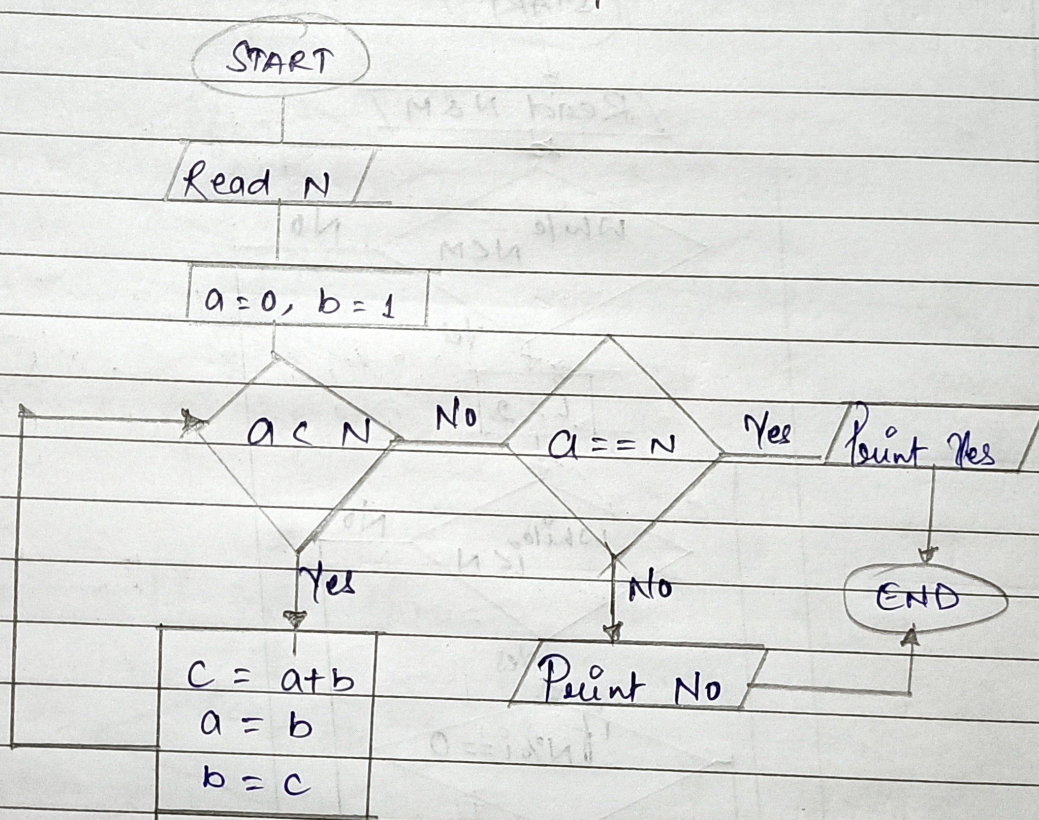 START
Read N
a=0, b=1
a < N
No
a == N
Yes
Print Yes
Yes
No
END
c = a+b
a = b
b = c
Print No